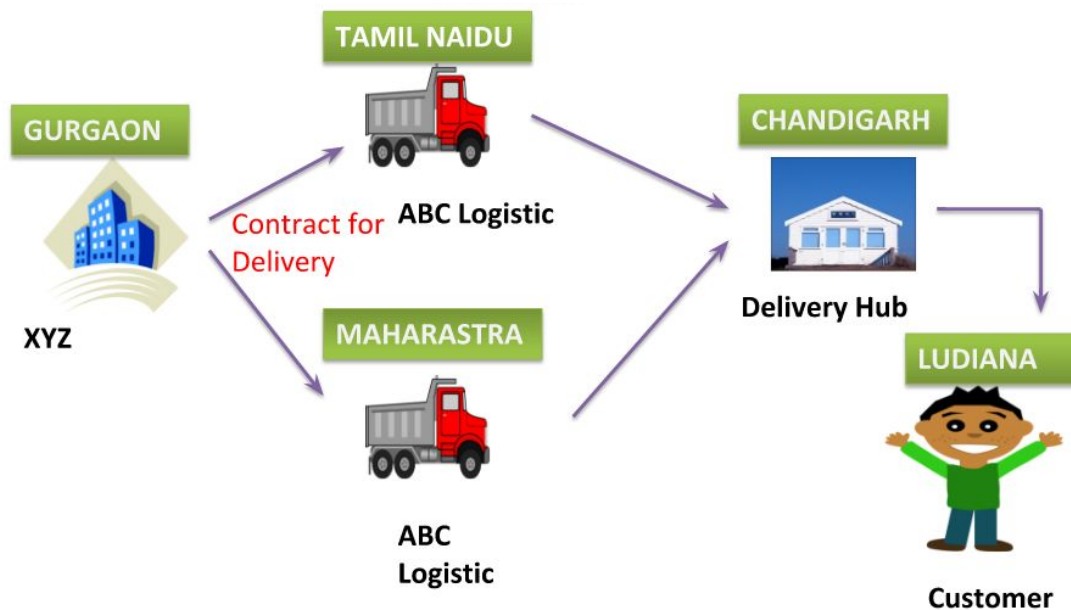 TAMIL NAIDU
GURGAON
CHANDIGARH
Contract for
Delivery
ABC Logistic
XYZ
MAHARASTRA
Delivery Hub
LUDIANA
ABC
Logistic
Customer